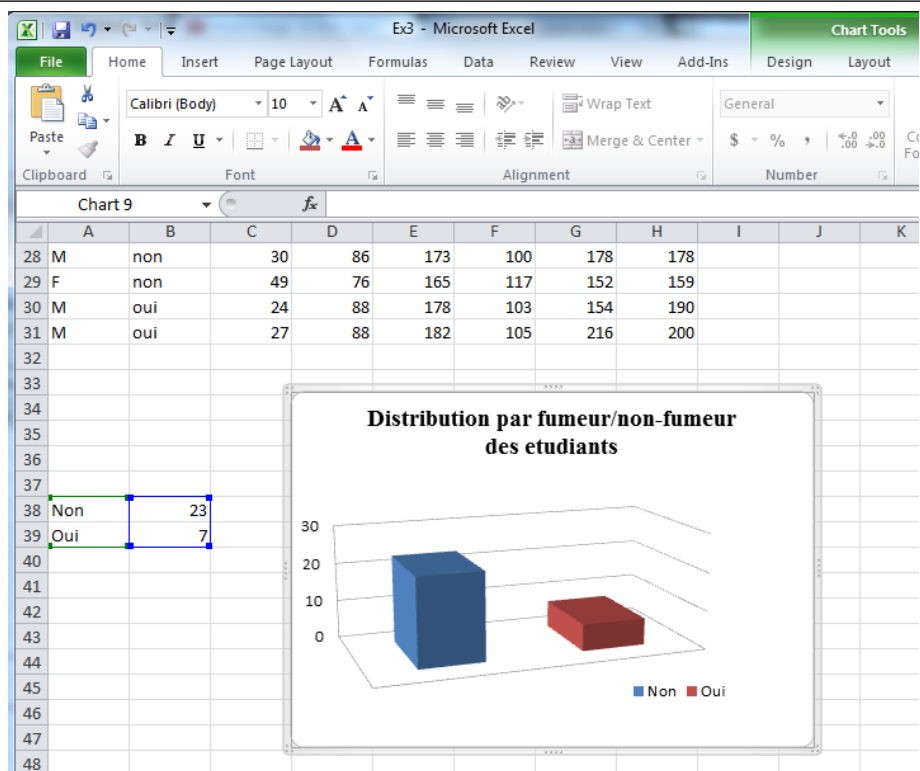 Ex3 - Microsoft Excel Chart Tools
File Home Insert Page Layout Formulas Data Review View Add-Ins Design Layout
Calibri (Body) 10 A A Wrap Text General
Paste B I U A Merge & Center $ % , .0 .00 .00 .0
Clipboard Font Alignment Number
Chart 9 fx
A B C D E F G H I J K
28 M non 30 86 173 100 178 178
29 F non 49 76 165 117 152 159
30 M oui 24 88 178 103 154 190
31 M oui 27 88 182 105 216 200
32
33
34
35
36
37
38 Non 23
39 Oui 7
40
41
42
43
44
45
46
47
48
Distribution par fumeur/non-fumeur
des etudiants
30
20
10
0
Non Oui